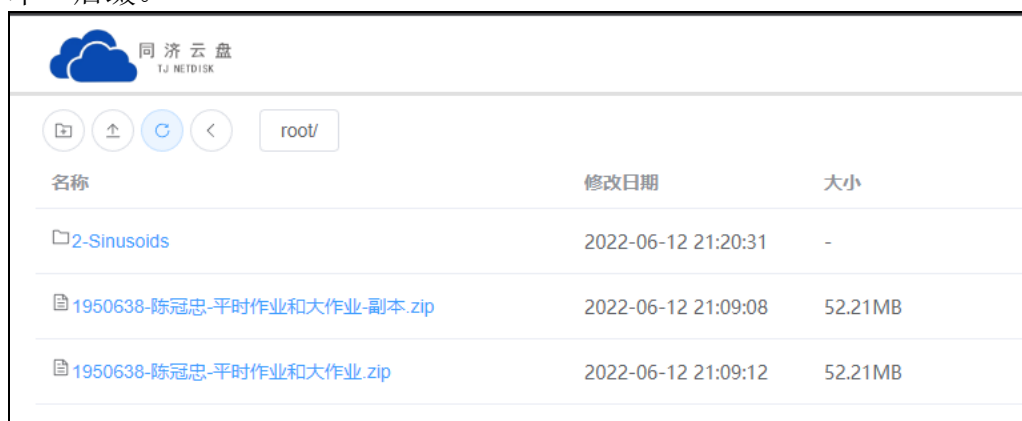 后缀。
同济云盘
TJ NETDISK
root/
名称 修改日期 大小
2-Sinusoids 2022-06-12 21:20:31 -
1950638-陈冠忠-平时作业和大作业-副本.zip 2022-06-12 21:09:08 52.21MB
1950638-陈冠忠-平时作业和大作业.zip 2022-06-12 21:09:12 52.21MB